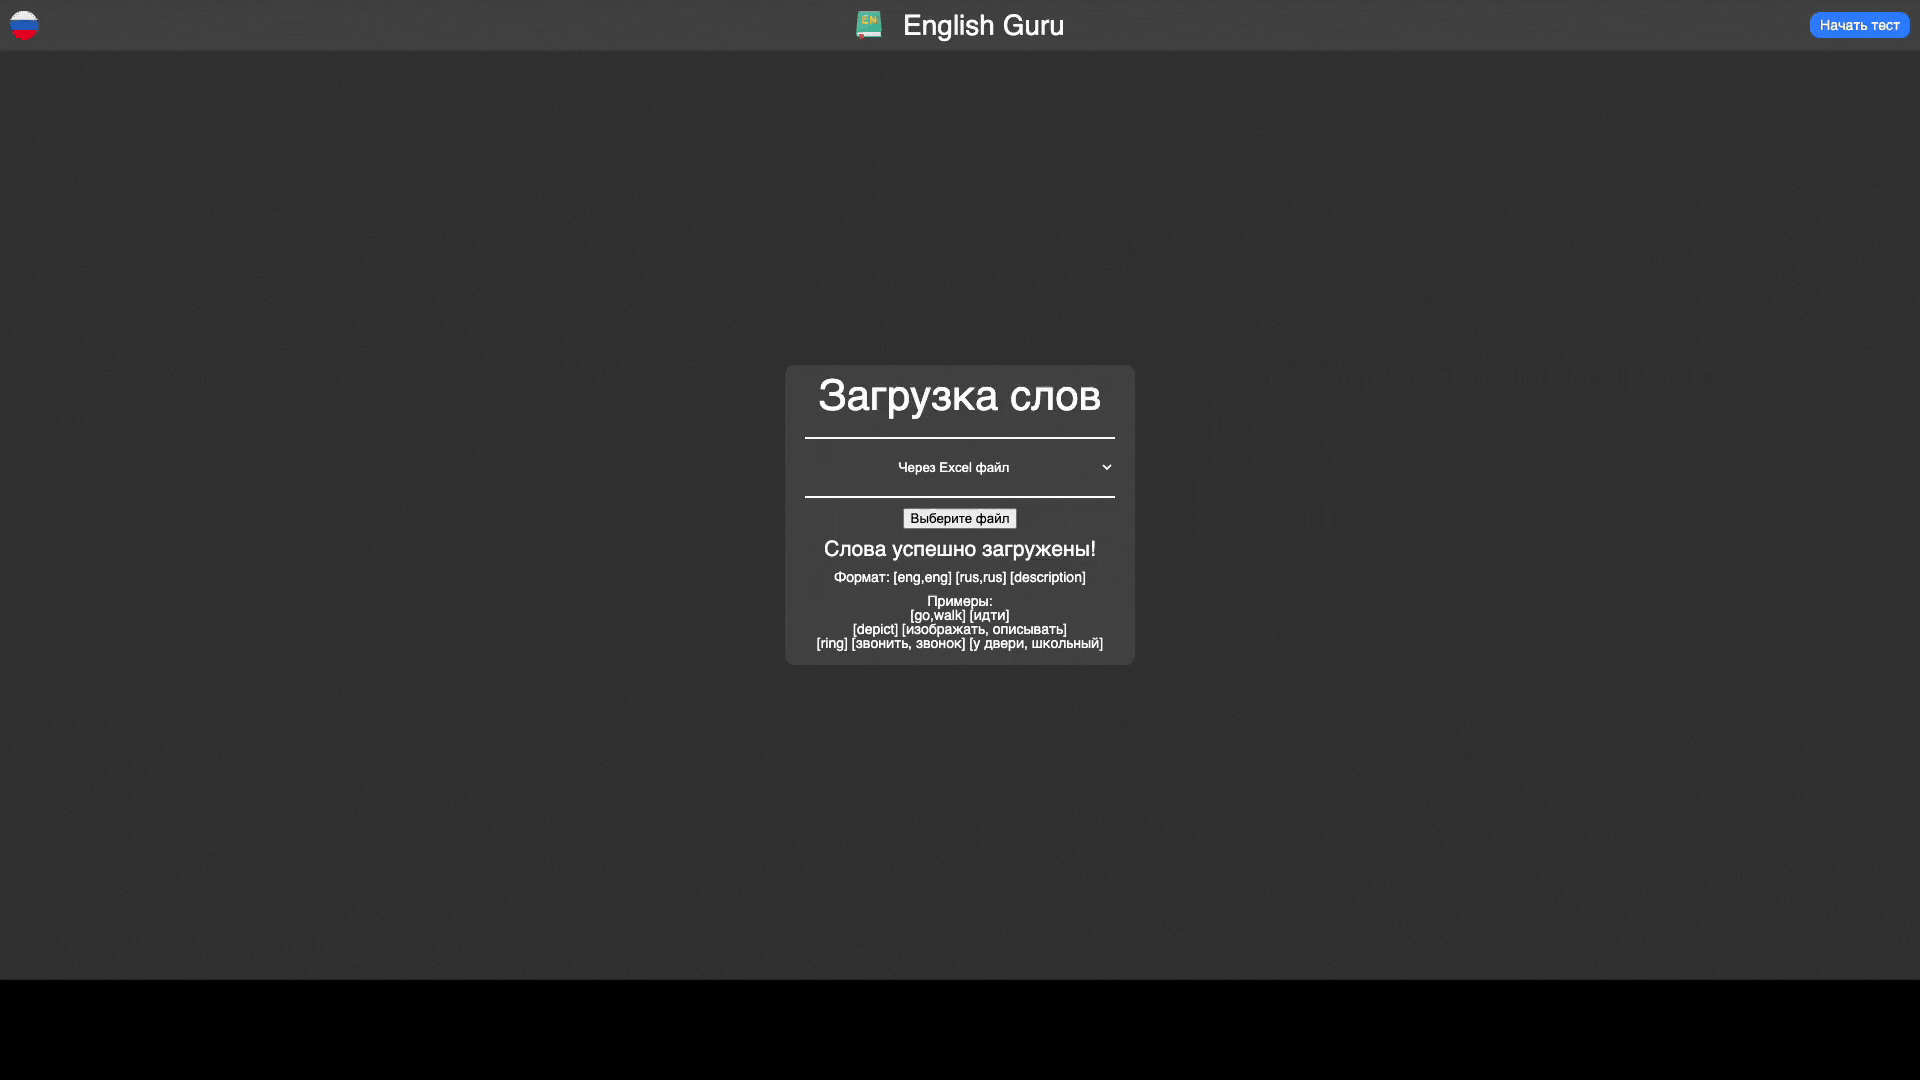 EN
English Guru
Начать тест
Загрузка слов
Через Excel файл
Выберите файл
Слова успешно загружены!
Формат: [eng,eng] [rus,rus] [description]
Примеры:
[go,walk] [идти]
[depict] [изображать, описывать]
[ring] [звонить, звонок] [у двери, школьный]